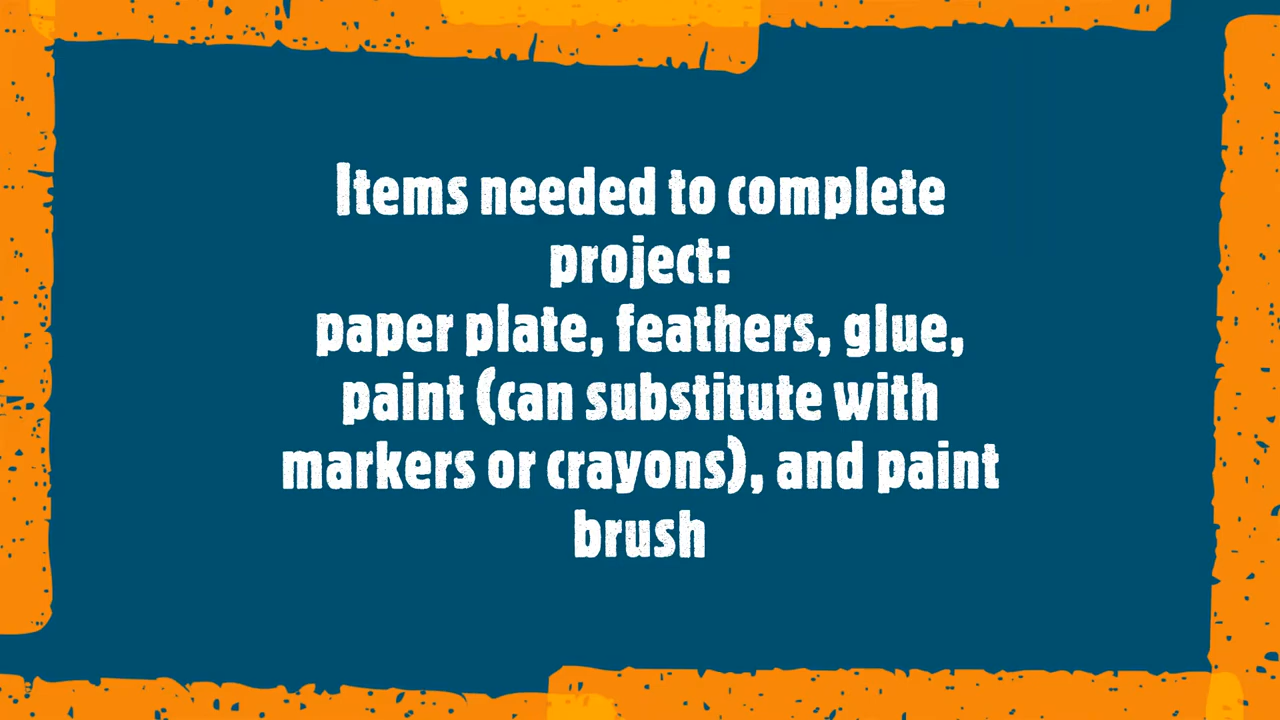 Items needed to complete
project:
paper plate, feathers, glue,
paint (can substitute with
markers or crayons), and paint
brush